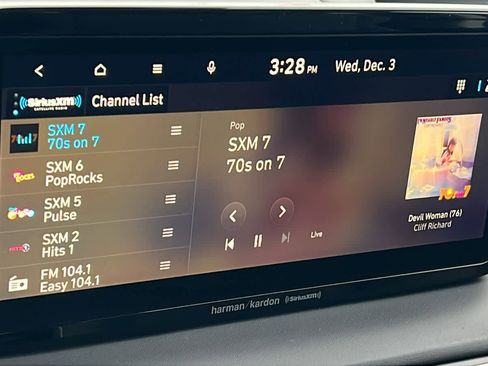 3:28 PM Wed, Dec. 3
SiriusXM Channel List
SATELLITE RADIO
SXM 7
70s on 7
SXM 6
PopRocks
SXM 5
Pulse
SXM 2
Hits 1
FM 104.1
Easy 104.1
Pop
SXM 7
70s on 7
Live
Devil Woman (76)
Cliff Richard
harman/kardon SiriusXM